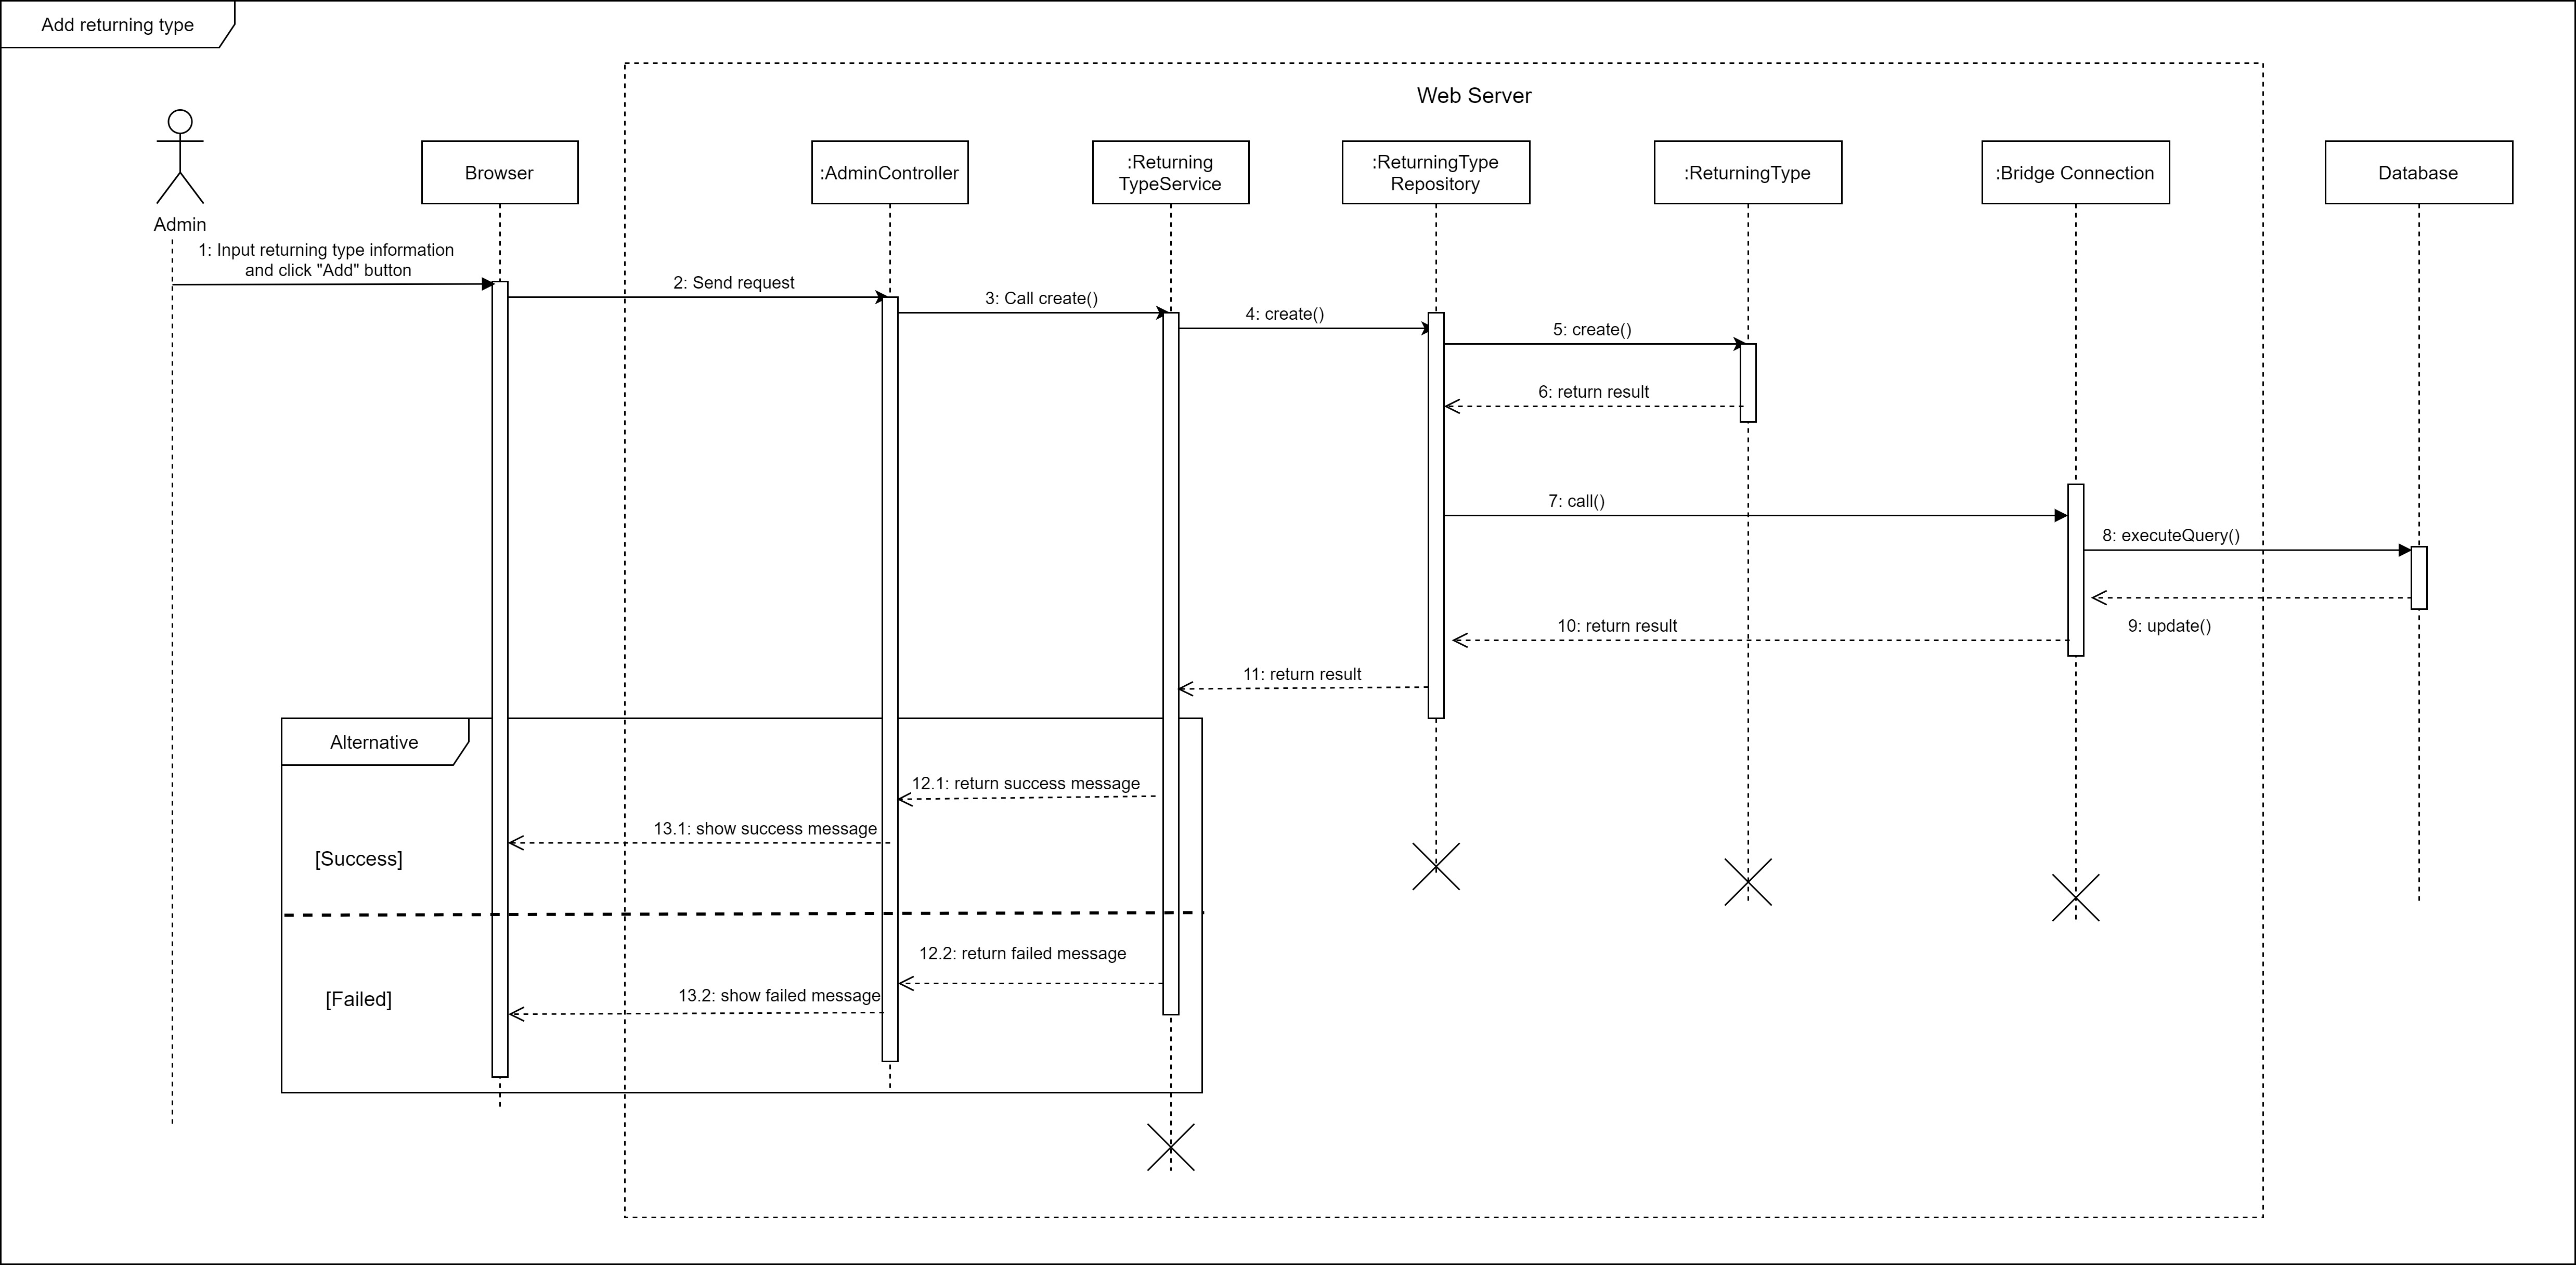 Add returning type
Web Server
Admin
Browser
:AdminController
:Returning
TypeService
:ReturningType
Repository
:ReturningType
:Bridge Connection
Database
1: Input returning type information
and click "Add" button
2: Send request
3: Call create()
4: create()
5: create()
6: return result
7: call()
8: executeQuery()
9: update()
10: return result
11: return result
Alternative
12.1: return success message
13.1: show success message
[Success]
12.2: return failed message
13.2: show failed message
[Failed]